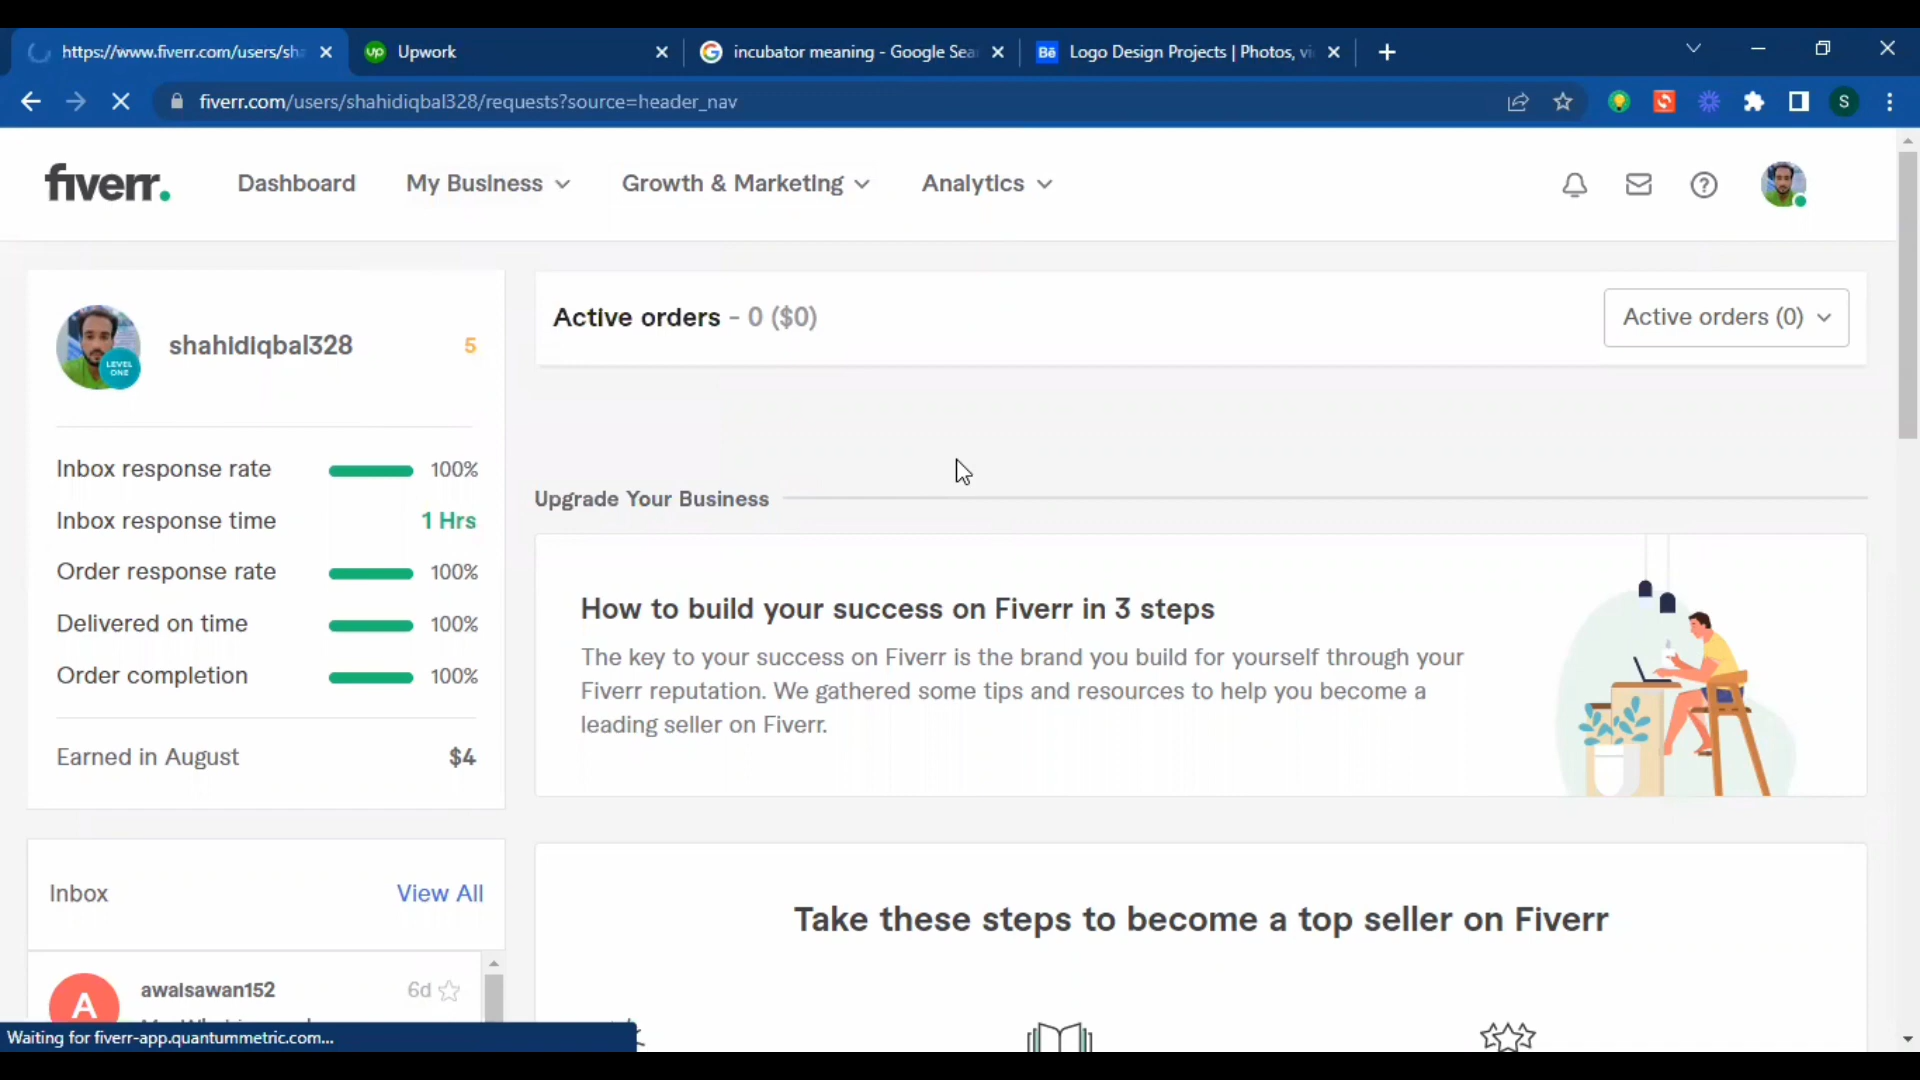 https://www.fiverr.com/users/sha
Upwork
incubator meaning - Google Sea
Bē
Logo Design Projects | Photos, vi
fiverr.com/users/shahidiqbal328/requests?source=header_nav
S
fiverr.
Dashboard
My Business
Growth & Marketing
Analytics
LEVEL
ONE
shahidiqbal328
5
Inbox response rate
100%
Inbox response time
1 Hrs
Order response rate
100%
Delivered on time
100%
Order completion
100%
Earned in August
$4
Inbox
View All
A
awalsawan152
6d
Active orders - 0 ($0)
Active orders (0)
Upgrade Your Business
How to build your success on Fiverr in 3 steps
The key to your success on Fiverr is the brand you build for yourself through your
Fiverr reputation. We gathered some tips and resources to help you become a
leading seller on Fiverr.
Take these steps to become a top seller on Fiverr
Waiting for fiverr-app.quantummetric.com...